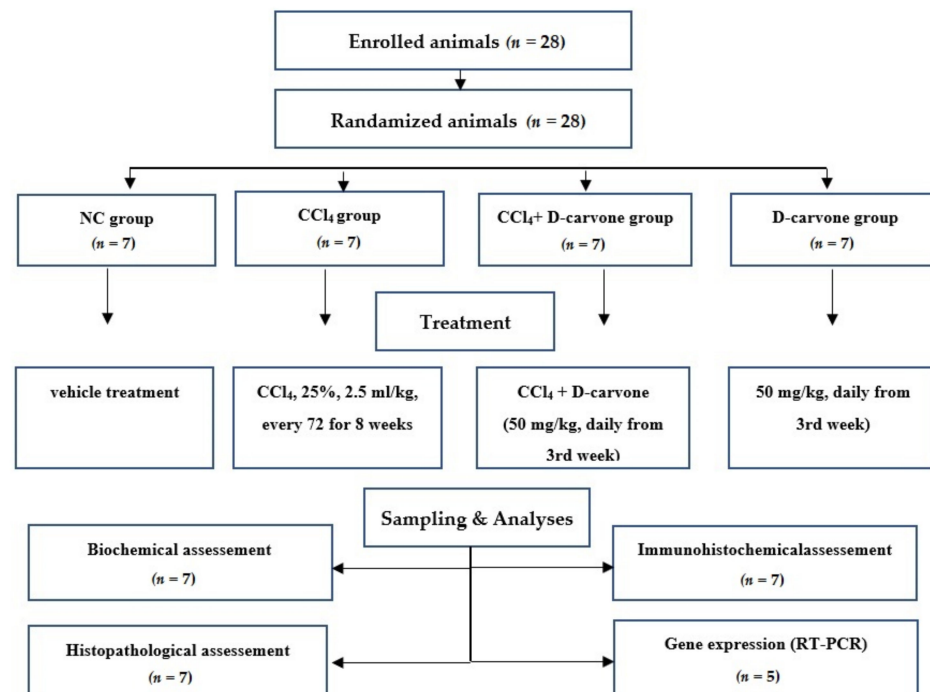 Enrolled animals (n = 28)
Randamized animals (n = 28)
NC group
(n = 7)
CCl₄ group
(n = 7)
CCl₄+ D-carvone group
(n = 7)
D-carvone group
(n = 7)
Treatment
vehicle treatment
CCl₄, 25%, 2.5 ml/kg,
every 72 for 8 weeks
CCl₄ + D-carvone
(50 mg/kg, daily from
3rd week)
50 mg/kg, daily from
3rd week)
Sampling & Analyses
Biochemical assessement
(n = 7)
Immunohistochemicalassessement
(n = 7)
Histopathological assessement
(n = 7)
Gene expression (RT-PCR)
(n = 5)